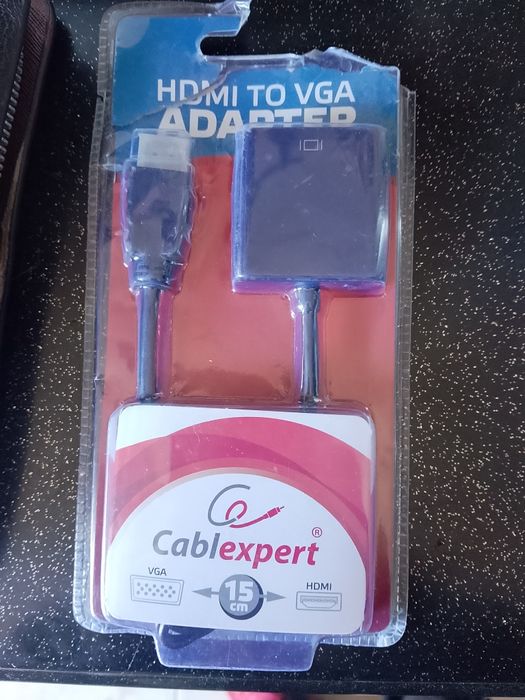 HDMI TO VGA
ADAPTER
Cablexpert®
VGA
HDMI
15
cm